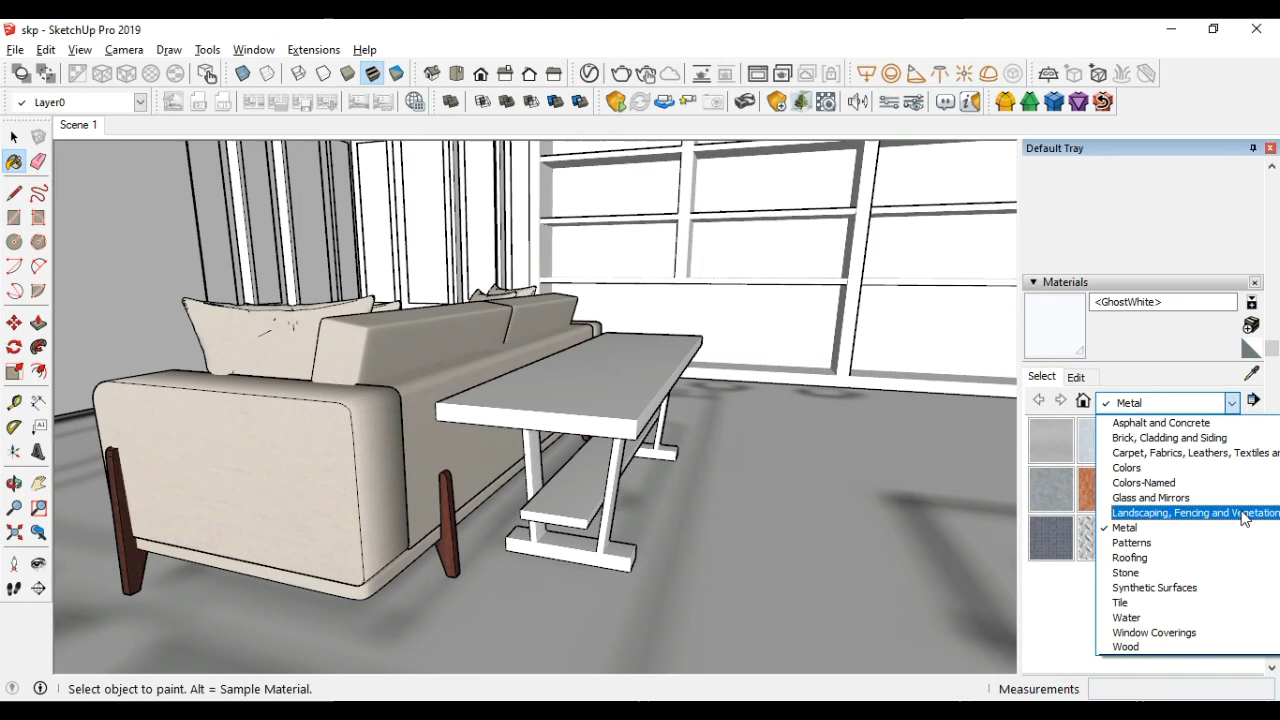 skp - SketchUp Pro 2019
File Edit View Camera Draw Tools Window Extensions Help
Layer0
Scene 1
Default Tray
Materials
<GhostWhite>
Select Edit
Metal
Asphalt and Concrete
Brick, Cladding and Siding
Carpet, Fabrics, Leathers, Textiles
Colors
Colors-Named
Glass and Mirrors
Landscaping, Fencing and Vegetation
Metal
Patterns
Roofing
Stone
Synthetic Surfaces
Tile
Water
Window Coverings
Wood
Select object to paint. Alt = Sample Material.
Measurements